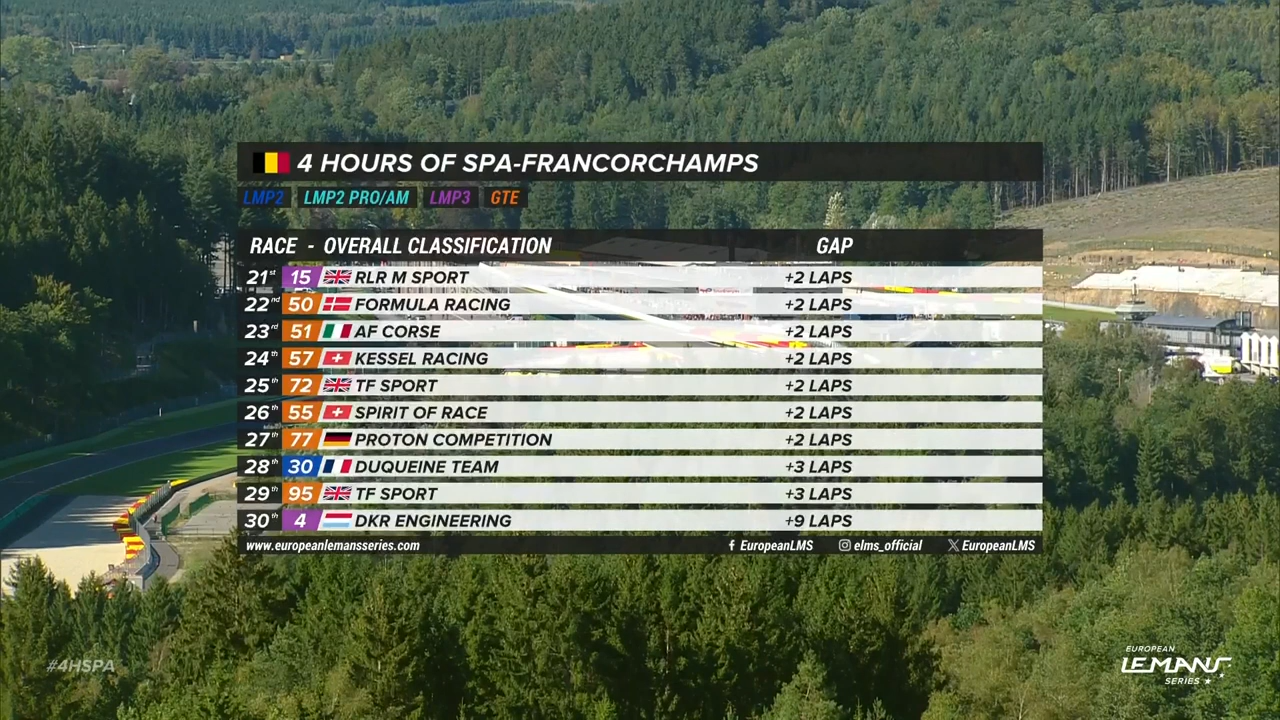 4 HOURS OF SPA-FRANCORCHAMPS
LMP2 LMP2 PRO/AM LMP3 GTE
RACE - OVERALL CLASSIFICATION GAP
21st 15 RLR M SPORT +2 LAPS
22nd 50 FORMULA RACING +2 LAPS
23rd 51 AF CORSE +2 LAPS
24th 57 KESSEL RACING +2 LAPS
25th 72 TF SPORT +2 LAPS
26th 55 SPIRIT OF RACE +2 LAPS
27th 77 PROTON COMPETITION +2 LAPS
28th 30 DUQUEINE TEAM +3 LAPS
29th 95 TF SPORT +3 LAPS
30th 4 DKR ENGINEERING +9 LAPS
www.europeanlemansseries.com EuropeanLMS elms_official EuropeanLMS
#4HSPA
EUROPEAN
LE MANS
SERIES